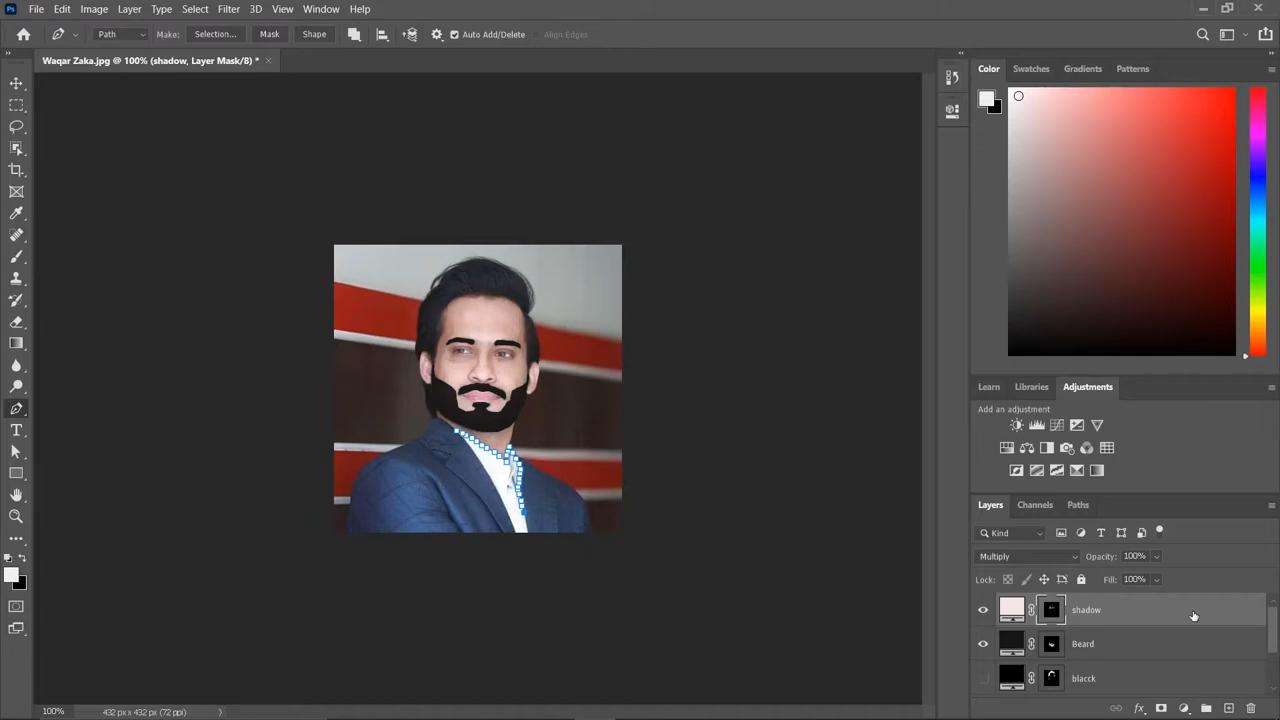 Ps File Edit Image Layer Type Select Filter 3D View Window Help
Path Make: Selection... Mask Shape Auto Add/Delete Align Edges
Waqar Zaka.jpg @ 100% (shadow, Layer Mask/8) *
Color Swatches Gradients Patterns
Learn Libraries Adjustments
Add an adjustment
Layers Channels Paths
Kind
Multiply Opacity: 100%
Lock: Fill: 100%
shadow
Beard
blacck
100% 432 px x 432 px (72 ppi)